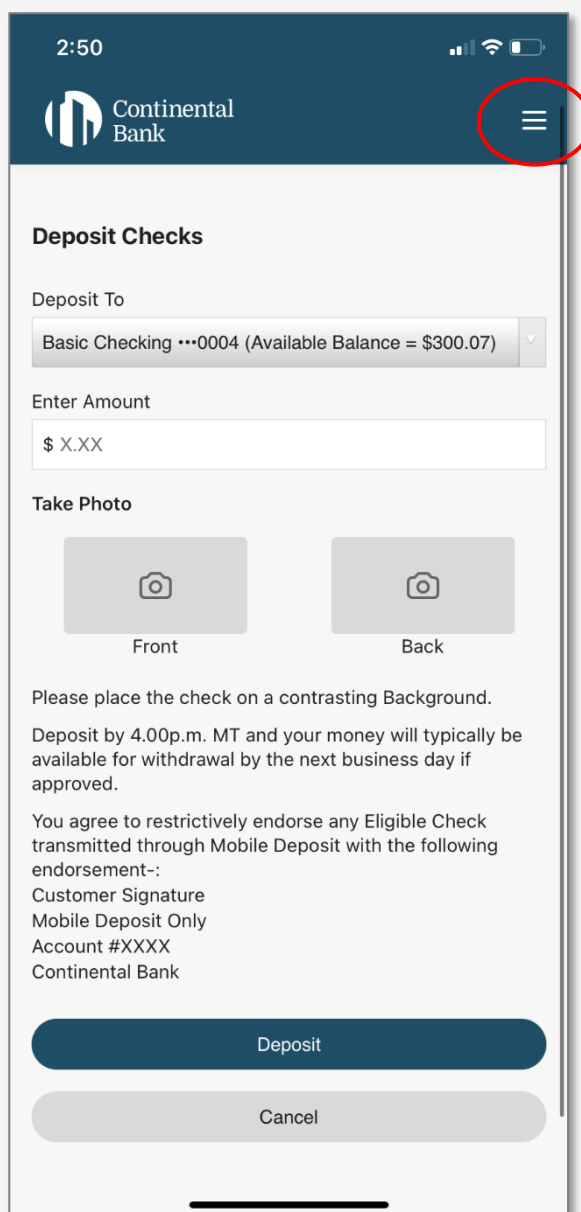 2:50
Continental
Bank
Deposit Checks
Deposit To
Basic Checking •••0004 (Available Balance = $300.07)
Enter Amount
$ X.XX
Take Photo
Front
Back
Please place the check on a contrasting Background.
Deposit by 4.00p.m. MT and your money will typically be
available for withdrawal by the next business day if
approved.
You agree to restrictively endorse any Eligible Check
transmitted through Mobile Deposit with the following
endorsement-:
Customer Signature
Mobile Deposit Only
Account #XXXX
Continental Bank
Deposit
Cancel